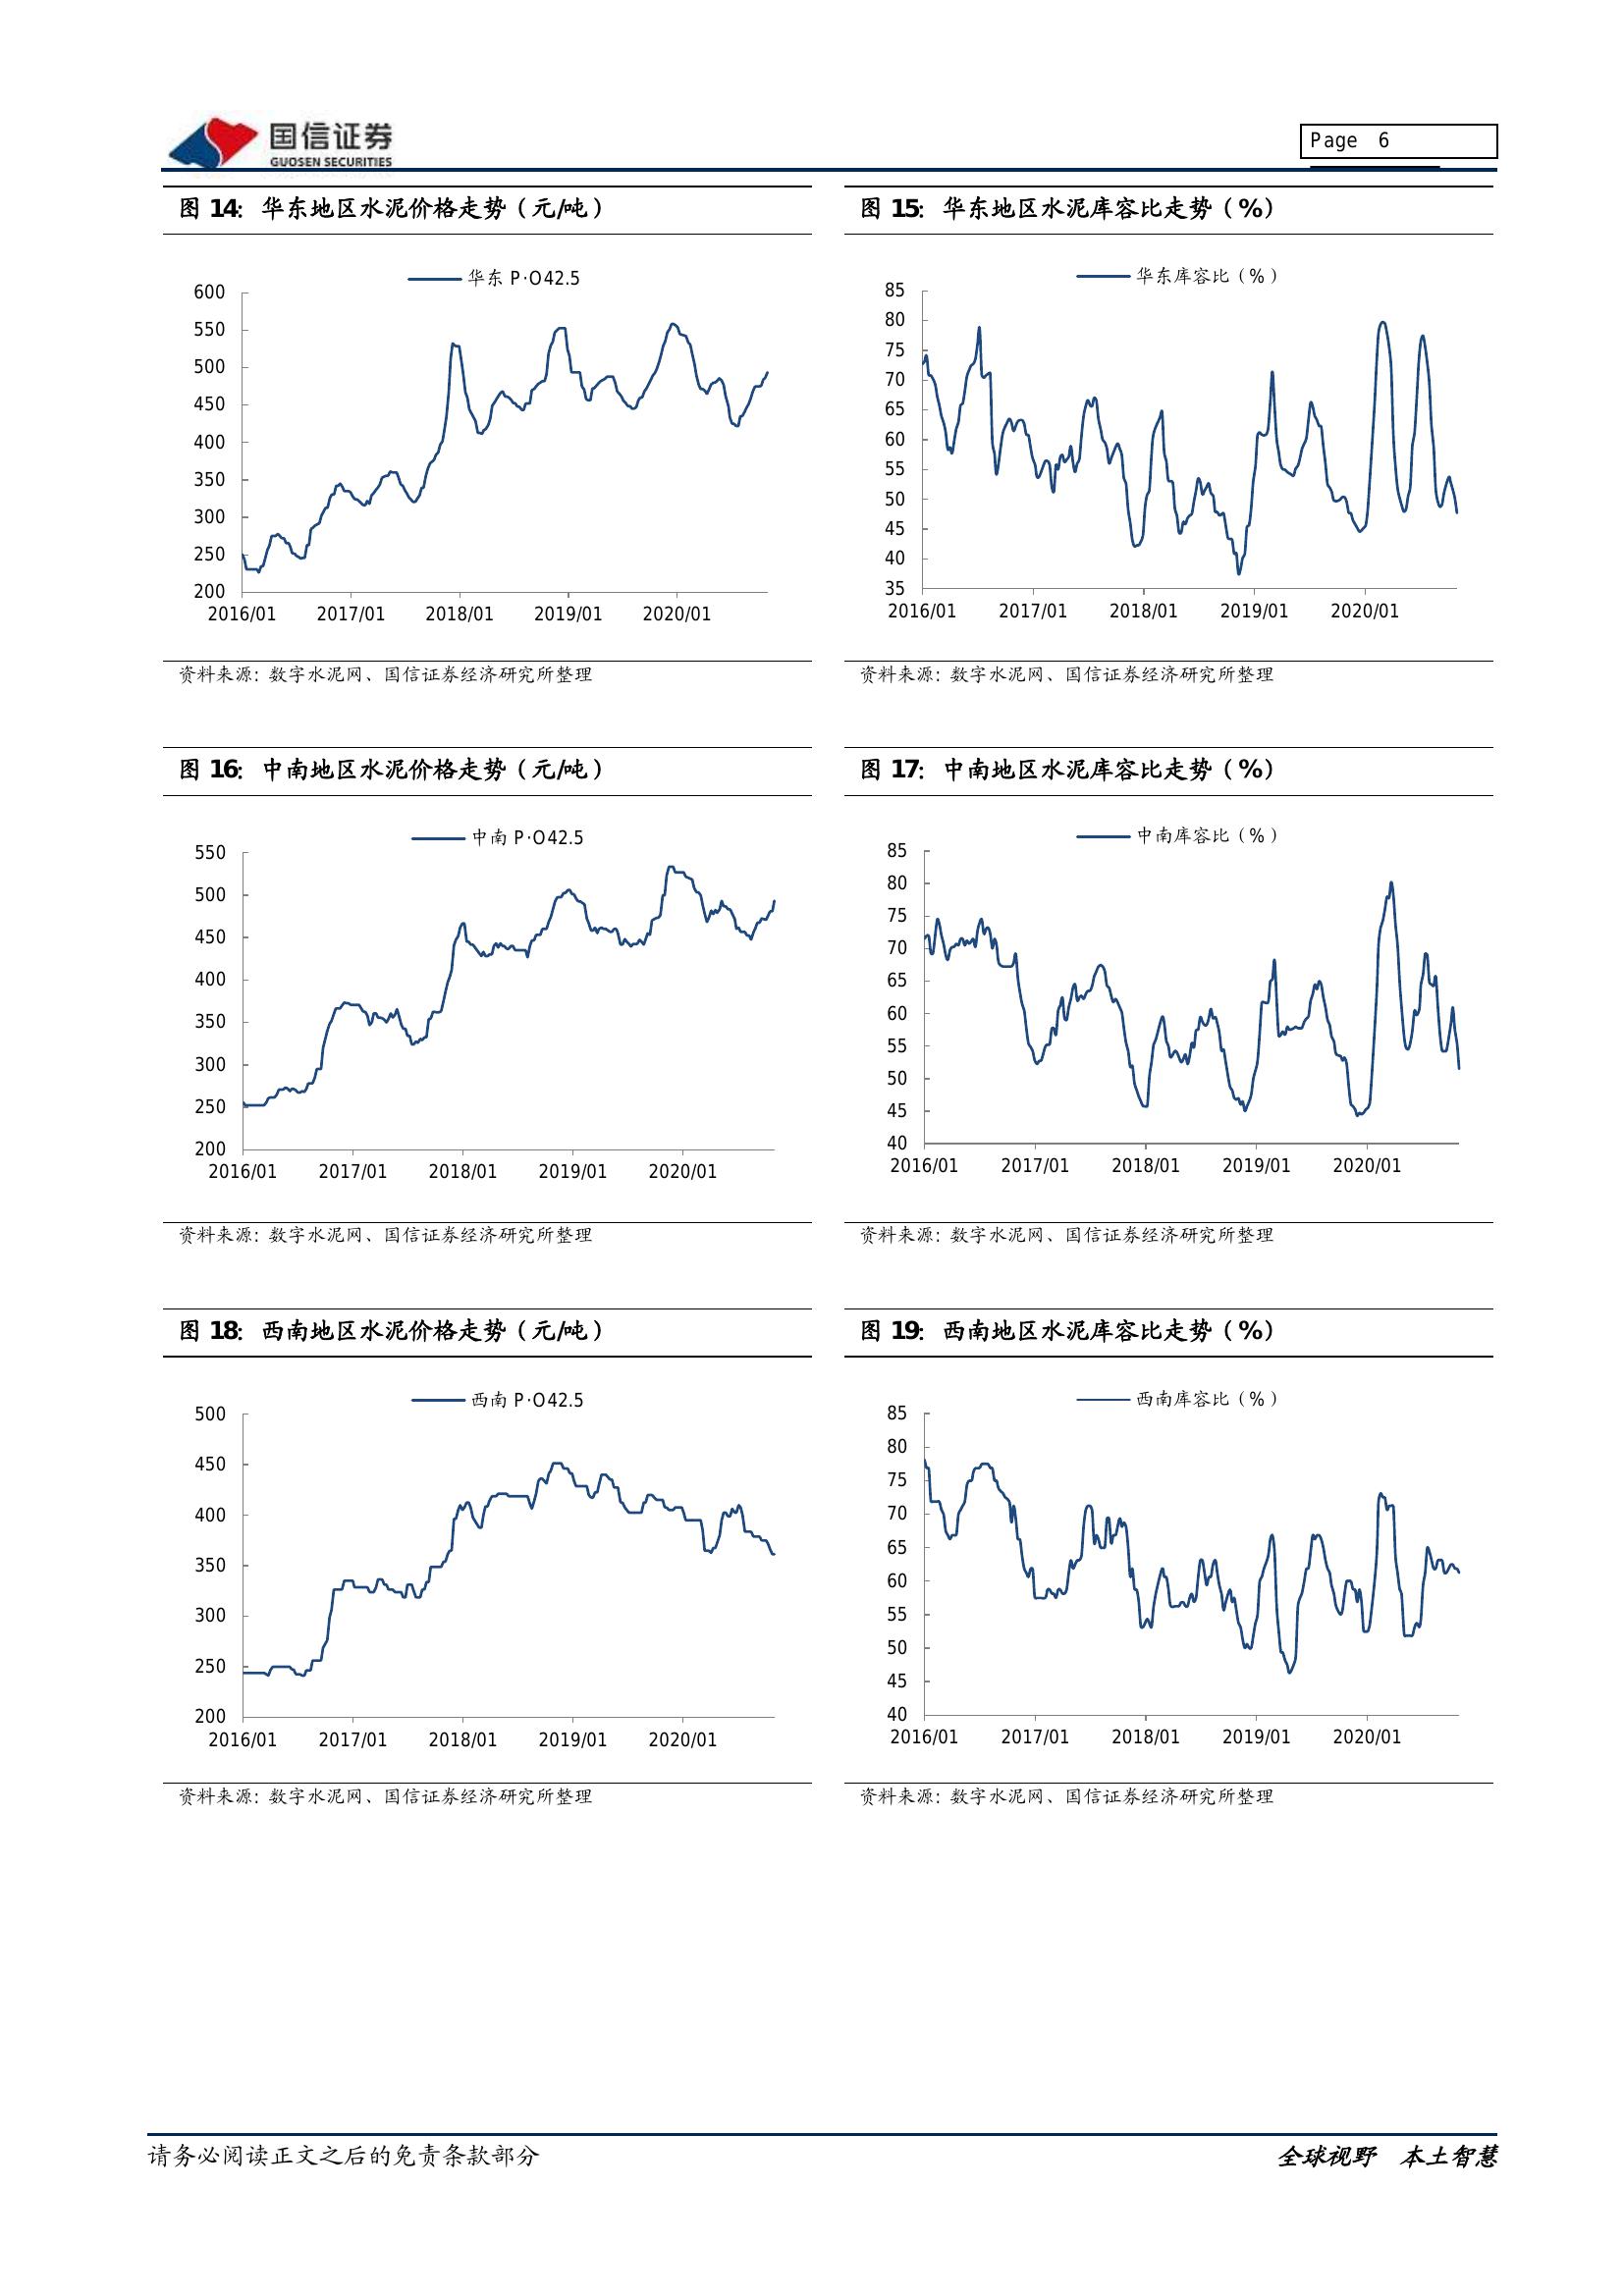 国信证券
GUOSEN SECURITIES
Page 6
图 14: 华东地区水泥价格走势（元/吨）
华东 P·O42.5
600
550
500
450
400
350
300
250
200
2016/01 2017/01 2018/01 2019/01 2020/01
资料来源: 数字水泥网、国信证券经济研究所整理
图 15: 华东地区水泥库容比走势（%）
华东库容比（%）
85
80
75
70
65
60
55
50
45
40
35
2016/01 2017/01 2018/01 2019/01 2020/01
资料来源: 数字水泥网、国信证券经济研究所整理
图 16: 中南地区水泥价格走势（元/吨）
中南 P·O42.5
550
500
450
400
350
300
250
200
2016/01 2017/01 2018/01 2019/01 2020/01
资料来源: 数字水泥网、国信证券经济研究所整理
图 17: 中南地区水泥库容比走势（%）
中南库容比（%）
85
80
75
70
65
60
55
50
45
40
2016/01 2017/01 2018/01 2019/01 2020/01
资料来源: 数字水泥网、国信证券经济研究所整理
图 18: 西南地区水泥价格走势（元/吨）
西南 P·O42.5
500
450
400
350
300
250
200
2016/01 2017/01 2018/01 2019/01 2020/01
资料来源: 数字水泥网、国信证券经济研究所整理
图 19: 西南地区水泥库容比走势（%）
西南库容比（%）
85
80
75
70
65
60
55
50
45
40
2016/01 2017/01 2018/01 2019/01 2020/01
资料来源: 数字水泥网、国信证券经济研究所整理
请务必阅读正文之后的免责条款部分
全球视野 本土智慧